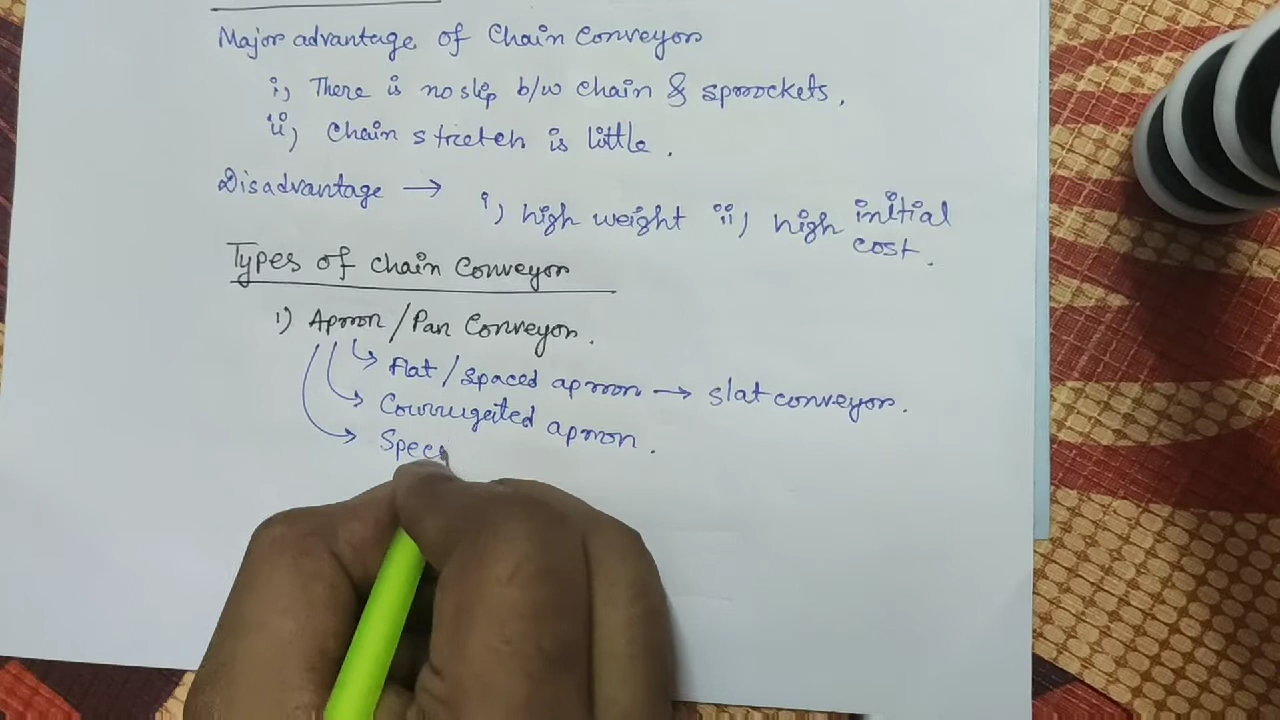 Major advantage of Chain Conveyor
i) There is no slip b/w chain & sprockets.
ii) Chain stretch is little.
Disadvantage → i) high weight ii) high initial cost.
Types of chain Conveyor
1) Apron / Pan Conveyor.
↳ flat / spaced apron → slat conveyor.
↳ Corrugated apron.
↳ Spec